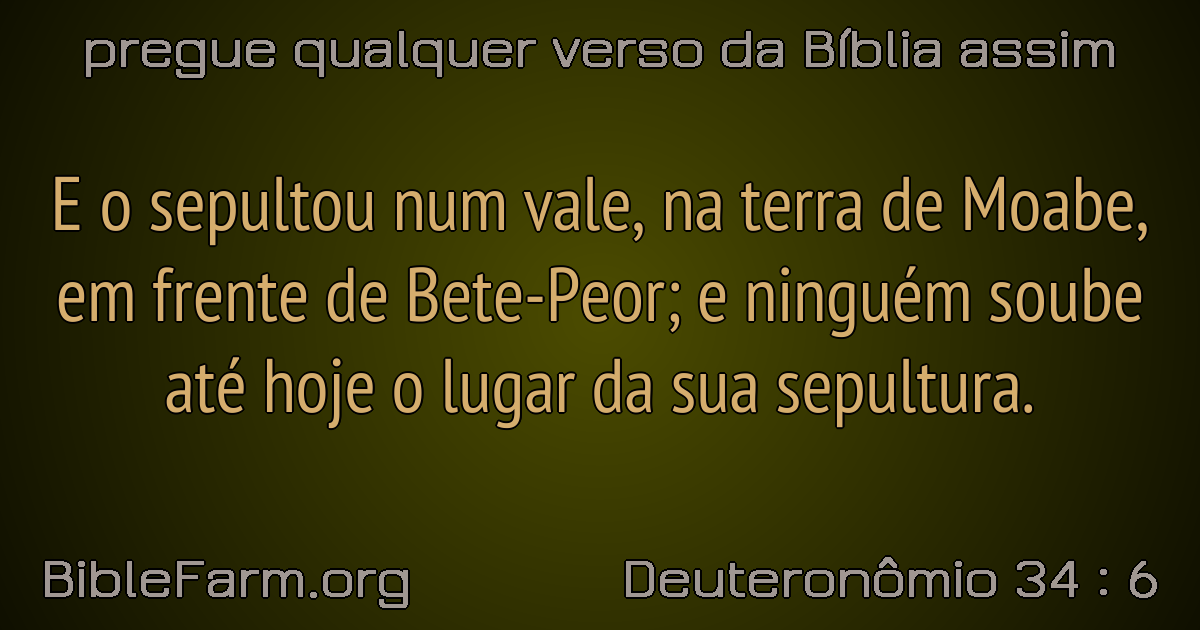 pregue qualquer verso da Bíblia assim
E o sepultou num vale, na terra de Moabe,
em frente de Bete-Peor; e ninguém soube
até hoje o lugar da sua sepultura.
BibleFarm.org
Deuteronômio 34 : 6